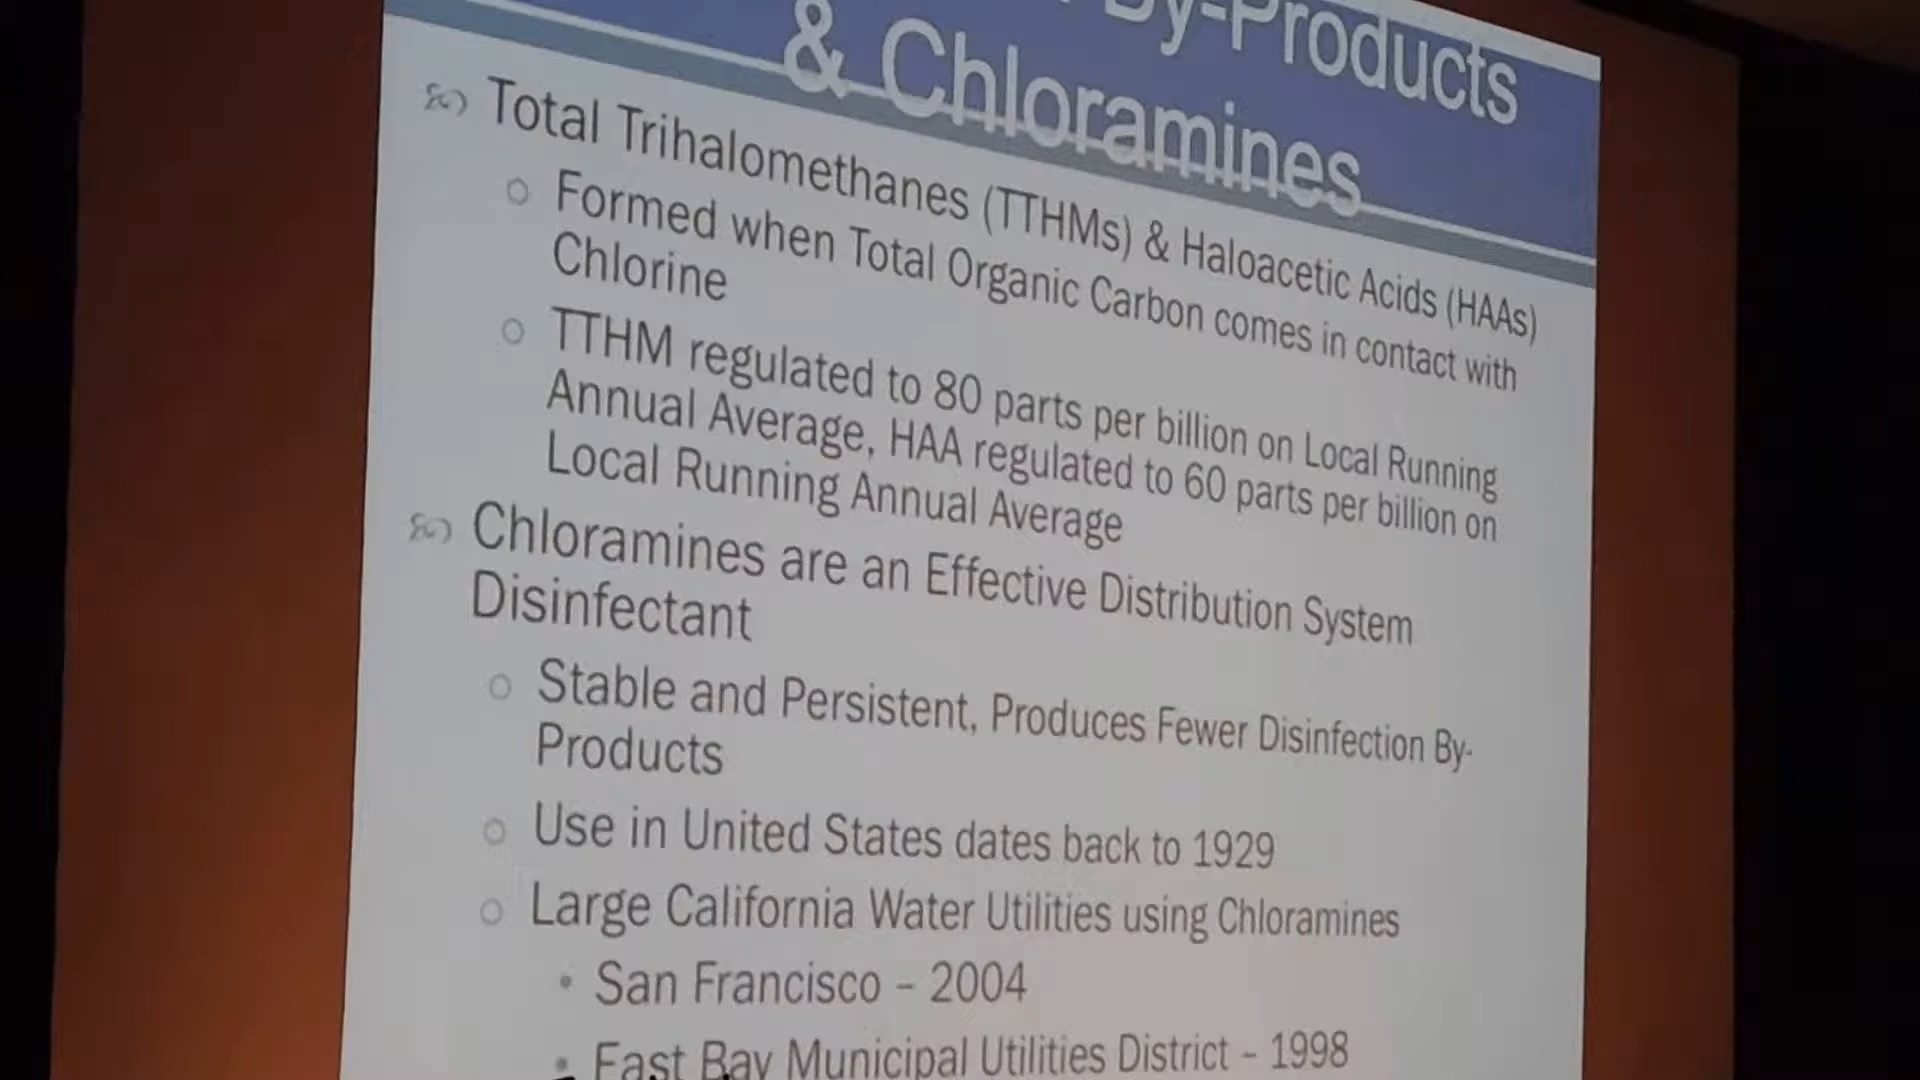 By-Products
& Chloramines
Total Trihalomethanes (TTHMs) & Haloacetic Acids (HAAs)
Formed when Total Organic Carbon comes in contact with
Chlorine
TTHM regulated to 80 parts per billion on Local Running
Annual Average, HAA regulated to 60 parts per billion on
Local Running Annual Average
Chloramines are an Effective Distribution System
Disinfectant
Stable and Persistent, Produces Fewer Disinfection By-
Products
Use in United States dates back to 1929
Large California Water Utilities using Chloramines
San Francisco – 2004
East Bay Municipal Utilities District – 1998